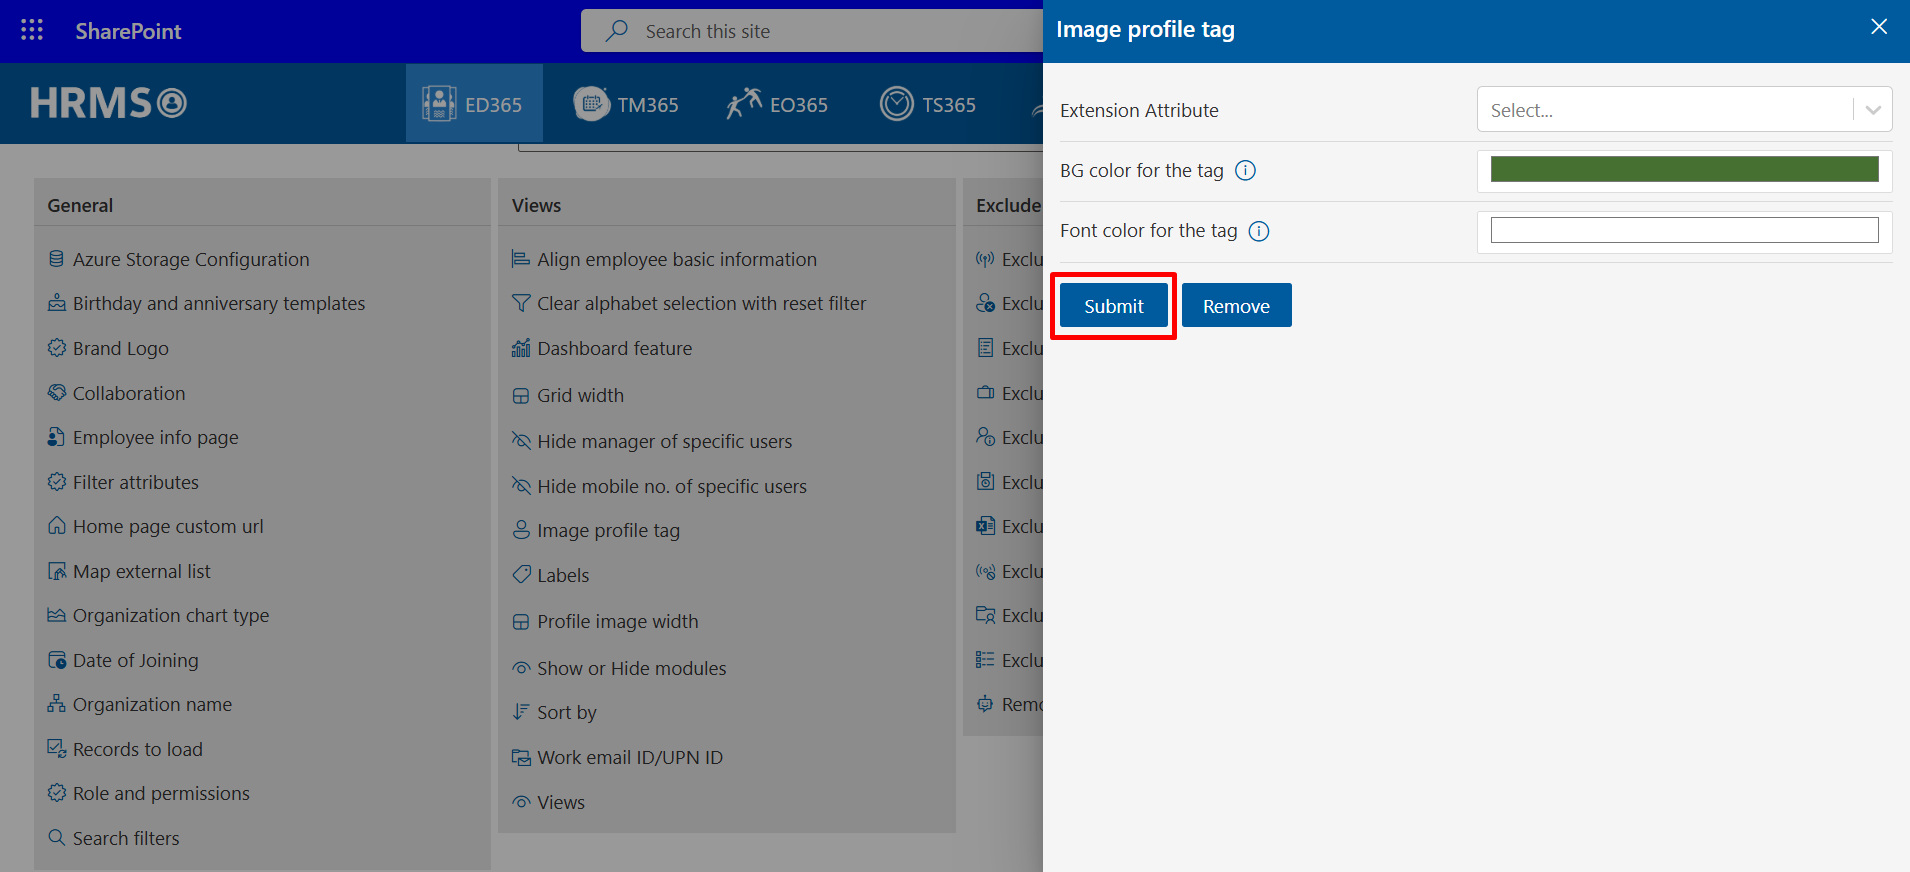 SharePoint
Search this site
HRMS
ED365
TM365
EO365
TS365
General
Azure Storage Configuration
Birthday and anniversary templates
Brand Logo
Collaboration
Employee info page
Filter attributes
Home page custom url
Map external list
Organization chart type
Date of Joining
Organization name
Records to load
Role and permissions
Search filters
Views
Align employee basic information
Clear alphabet selection with reset filter
Dashboard feature
Grid width
Hide manager of specific users
Hide mobile no. of specific users
Image profile tag
Labels
Profile image width
Show or Hide modules
Sort by
Work email ID/UPN ID
Views
Exclude
Exclu
Exclu
Exclu
Exclu
Exclu
Exclu
Exclu
Exclu
Exclu
Exclu
Remo
Image profile tag
Extension Attribute
Select...
BG color for the tag
Font color for the tag
Submit
Remove